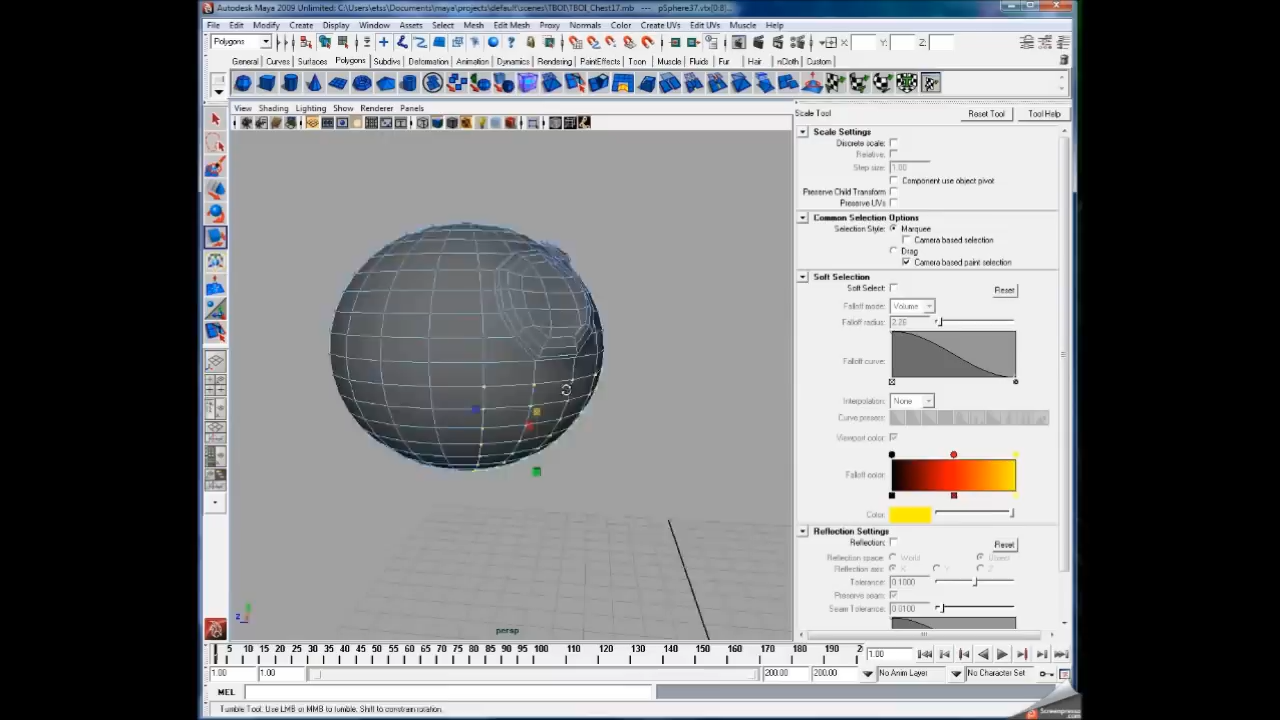 Autodesk Maya 2009 Unlimited: C:\Users\etss\Documents\maya\projects\default\scenes\TBOI\TBOI_Chest17.mb --- pSphere37.vtx[0:8]...
File Edit Modify Create Display Window Assets Select Mesh Edit Mesh Proxy Normals Color Create UVs Edit UVs Muscle Help
Polygons X: Y: Z:
General Curves Surfaces Polygons Subdivs Deformation Animation Dynamics Rendering PaintEffects Toon Muscle Fluids Fur Hair nCloth Custom
View Shading Lighting Show Renderer Panels
Scale Tool Reset Tool Tool Help
Scale Settings
Discrete scale:
Relative:
Step size: 1.00
Component use object pivot
Preserve Child Transform
Preserve UVs
Common Selection Options
Selection Style: Marquee
Camera based selection
Drag
Camera based paint selection
Soft Selection
Soft Select: Reset
Falloff mode: Volume
Falloff radius:
Falloff curve:
Interpolation: None
Curve presets:
Viewport color:
Falloff color:
Color:
Reflection Settings
Reflection: Reset
Reflection space: World Object
Reflection axis: X Y Z
Tolerance: 0.1000
Preserve seam:
Seam Tolerance: 0.0100
z
persp
5 10 15 20 25 30 35 40 45 50 55 60 65 70 75 80 85 90 95 100 110 120 130 140 150 160 170 180 190 2
1.00
1.00 1.00 200.00 200.00 No Anim Layer No Character Set
MEL
Tumble Tool: Use LMB or MMB to tumble. Shift to constrain rotation.
Screenpresso.com